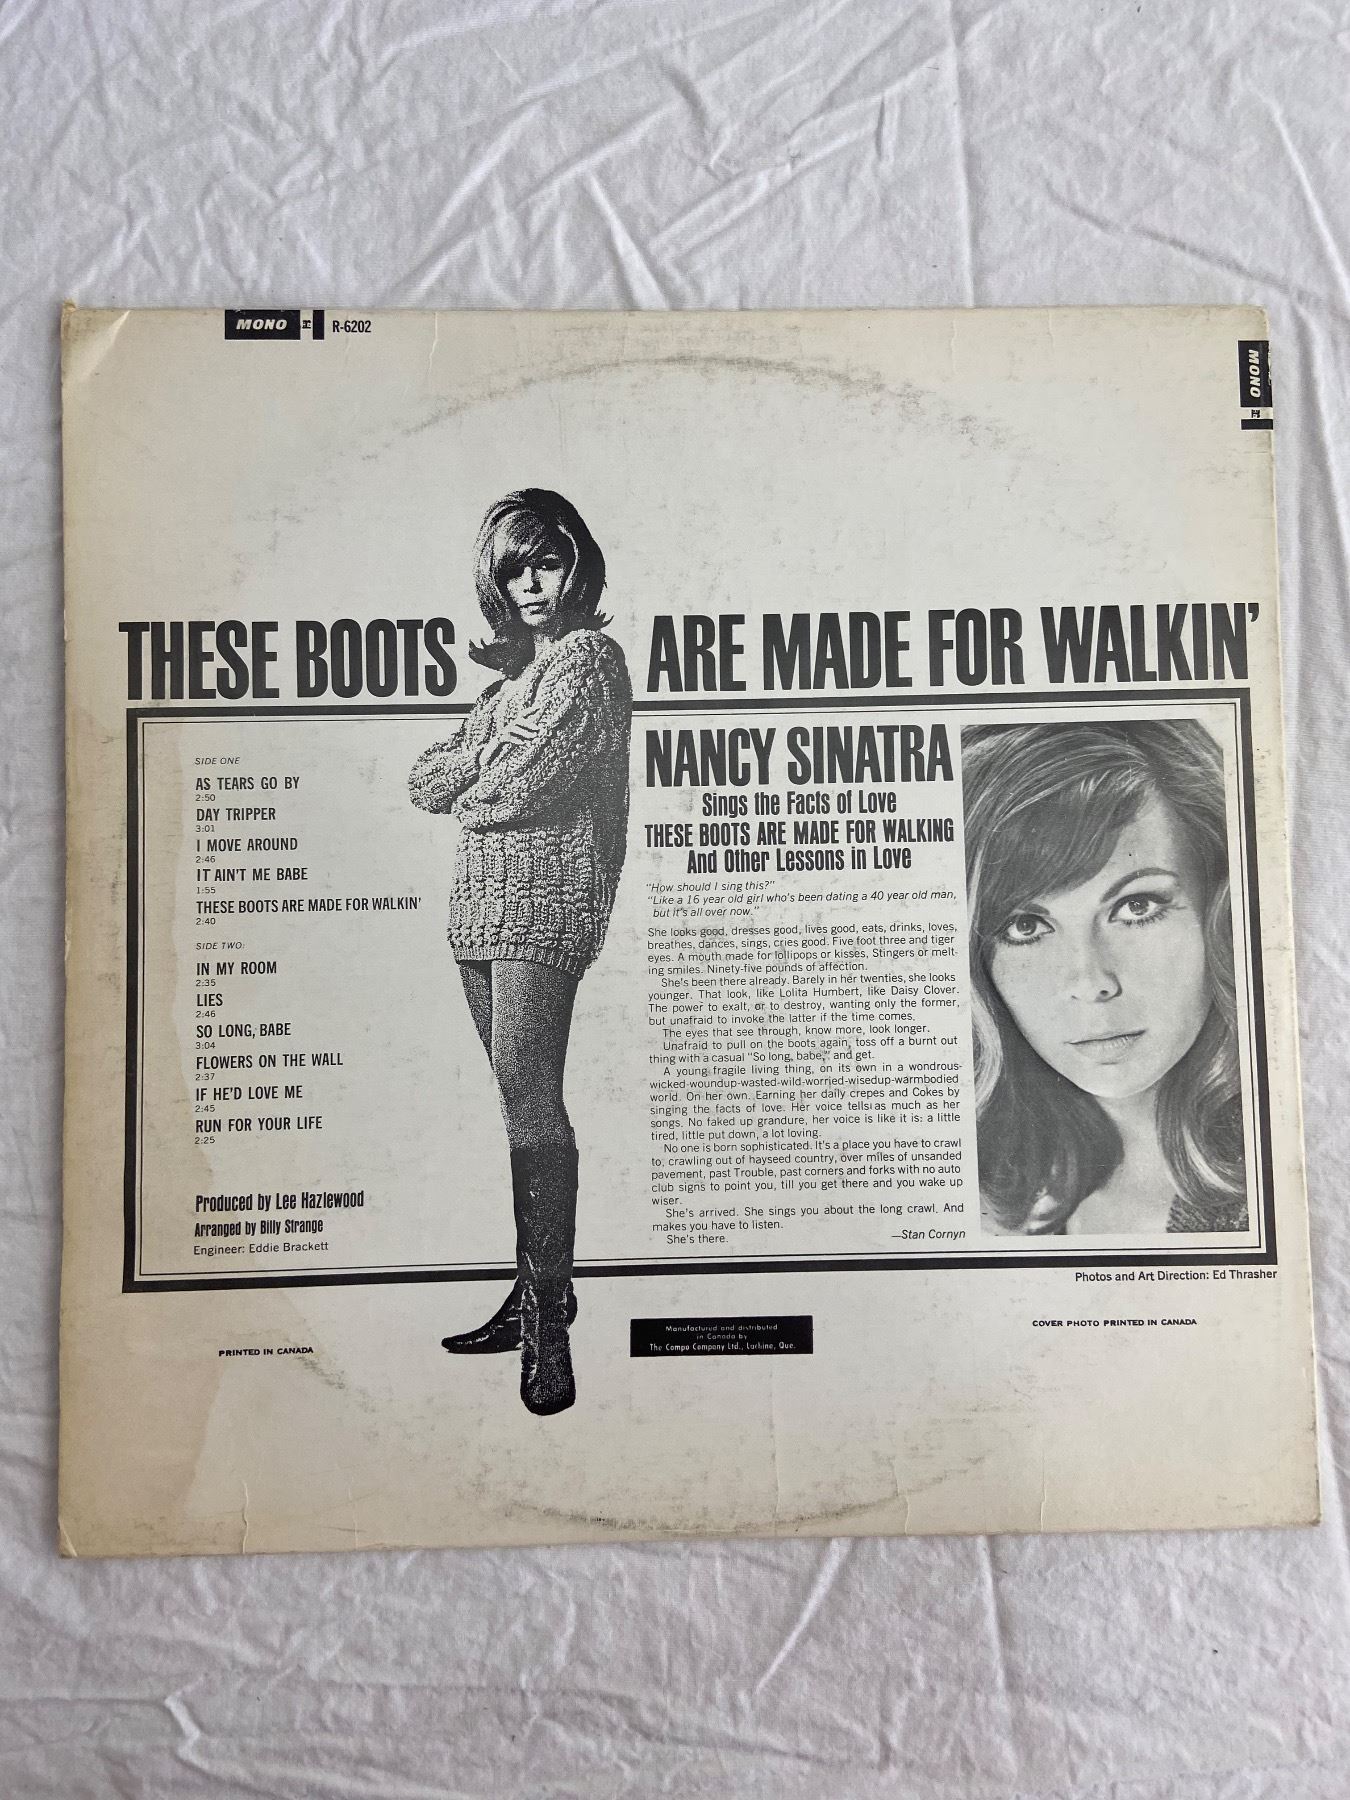 MONO R-6202
MONO
THESE BOOTS ARE MADE FOR WALKIN'
SIDE ONE
AS TEARS GO BY
2:50
DAY TRIPPER
3:01
I MOVE AROUND
2:46
IT AIN'T ME BABE
1:55
THESE BOOTS ARE MADE FOR WALKIN'
2:40
SIDE TWO:
IN MY ROOM
2:35
LIES
2:46
SO LONG, BABE
3:04
FLOWERS ON THE WALL
2:37
IF HE'D LOVE ME
2:45
RUN FOR YOUR LIFE
2:25
Produced by Lee Hazlewood
Arranged by Billy Strange
Engineer: Eddie Brackett
NANCY SINATRA
Sings the Facts of Love
THESE BOOTS ARE MADE FOR WALKING
And Other Lessons in Love
"How should I sing this?"
"Like a 16 year old girl who's been dating a 40 year old man,
but it's all over now."
She looks good, dresses good, lives good, eats, drinks, loves,
breathes, dances, sings, cries good. Five foot three and tiger
eyes. A mouth made for lollipops or kisses, Stingers or melt-
ing smiles. Ninety-five pounds of affection.
She's been there already. Barely in her twenties, she looks
younger. That look, like Lolita Humbert, like Daisy Clover.
The power to exalt, or to destroy, wanting only the former,
but unafraid to invoke the latter if the time comes.
The eyes that see through, know more, look longer.
Unafraid to pull on the boots again, toss off a burnt out
thing with a casual "So long, babe," and get.
A young fragile living thing, on its own in a wondrous-
wicked-woundup-wasted-wild-worried-wisedup-warmbodied
world. On her own. Earning her daily crepes and Cokes by
singing the facts of love. Her voice tells as much as her
songs. No faked up grandure, her voice is like it is: a little
tired, little put down, a lot loving.
No one is born sophisticated. It's a place you have to crawl
to, crawling out of hayseed country, over miles of unsanded
pavement, past Trouble, past corners and forks with no auto
club signs to point you, till you get there and you wake up
wiser.
She's arrived. She sings you about the long crawl. And
makes you have to listen.
She's there.
—Stan Cornyn
Photos and Art Direction: Ed Thrasher
COVER PHOTO PRINTED IN CANADA
Manufactured and distributed
in Canada by
The Compo Company Ltd., Lachine, Que.
PRINTED IN CANADA